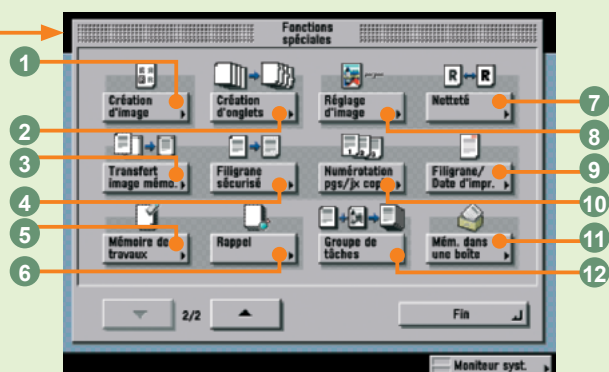 Fonctions
spéciales
1
Création
d'image
Création
d'onglets
Réglage
d'image
R R
Netteté
7
2
8
3
Transfert
image mémo.
Filigrane
sécurisé
Numérotation
pgs/jx cop
Filigrane/
Date d'impr.
9
4
10
5
Mémoire de
travaux
Rappel
Groupe de
tâches
Mém. dans
une boîte
11
6
12
2/2
Fin
Moniteur syst.